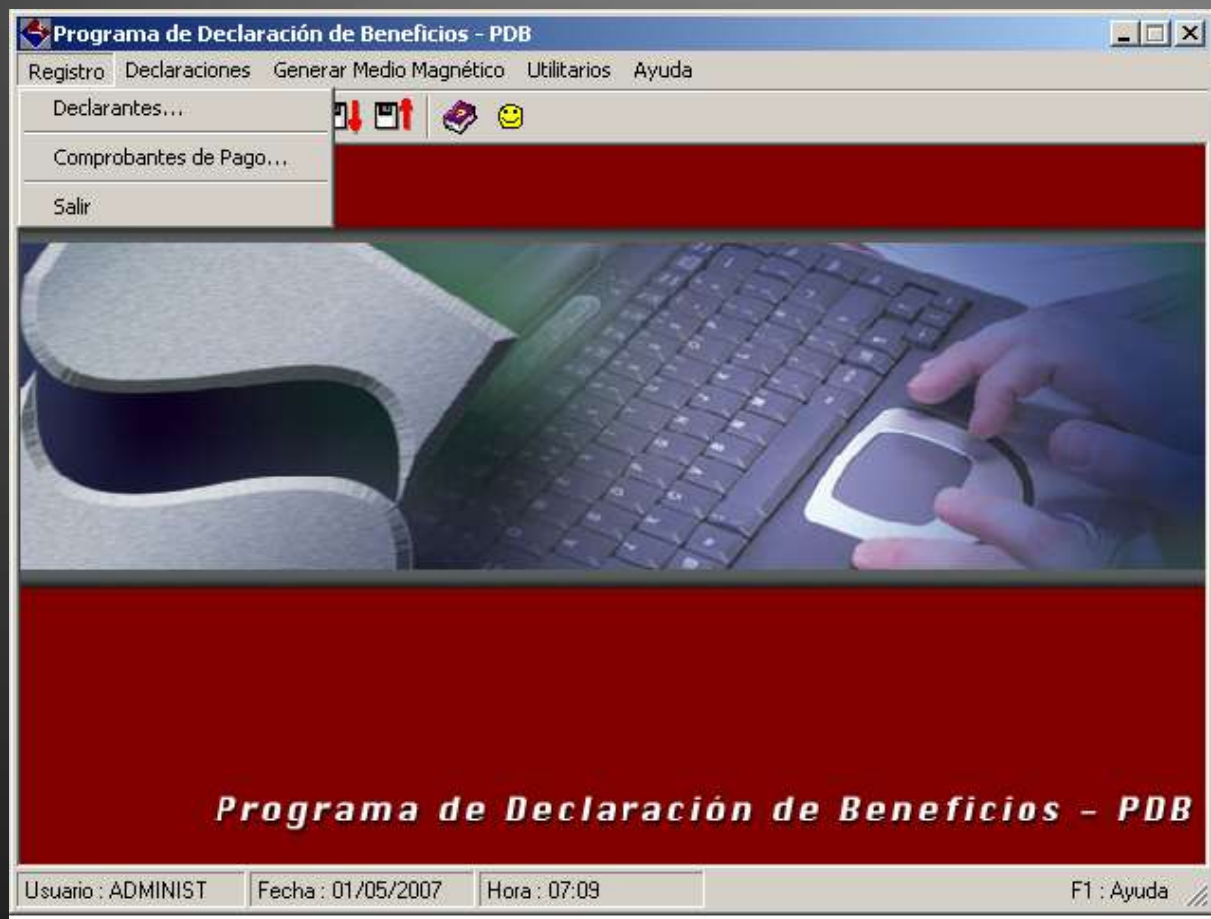 Programa de Declaración de Beneficios - PDB
Registro Declaraciones Generar Medio Magnético Utilitarios Ayuda
Declarantes...
Comprobantes de Pago...
Salir
Programa de Declaración de Beneficios - PDB
Usuario : ADMINIST Fecha : 01/05/2007 Hora : 07:09 F1 : Ayuda